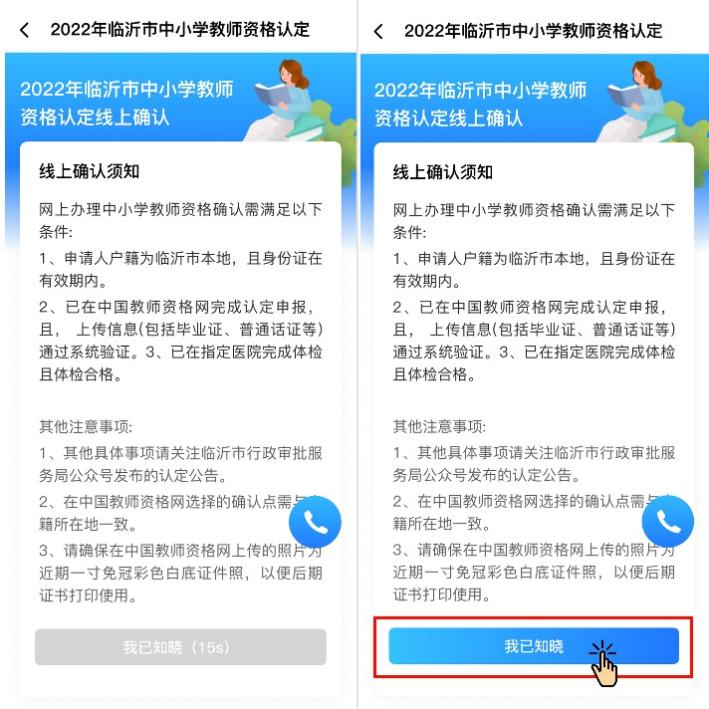 2022年临沂市中小学教师资格认定
2022年临沂市中小学教师
资格认定线上确认
线上确认须知
网上办理中小学教师资格确认需满足以下
条件:
1、申请人户籍为临沂市本地，且身份证在
有效期内。
2、已在中国教师资格网完成认定申报，
且， 上传信息(包括毕业证、普通话证等)
通过系统验证。3、已在指定医院完成体检
且体检合格。
其他注意事项:
1、其他具体事项请关注临沂市行政审批服
务局公众号发布的认定公告。
2、在中国教师资格网选择的确认点需与
籍所在地一致。
3、请确保在中国教师资格网上传的照片为
近期一寸免冠彩色白底证件照，以便后期
证书打印使用。
我已知晓（15s）
2022年临沂市中小学教师资格认定
2022年临沂市中小学教师
资格认定线上确认
线上确认须知
网上办理中小学教师资格确认需满足以下
条件:
1、申请人户籍为临沂市本地，且身份证在
有效期内。
2、已在中国教师资格网完成认定申报，
且， 上传信息(包括毕业证、普通话证等)
通过系统验证。3、已在指定医院完成体检
且体检合格。
其他注意事项:
1、其他具体事项请关注临沂市行政审批服
务局公众号发布的认定公告。
2、在中国教师资格网选择的确认点需与
籍所在地一致。
3、请确保在中国教师资格网上传的照片为
近期一寸免冠彩色白底证件照，以便后期
证书打印使用。
我已知晓